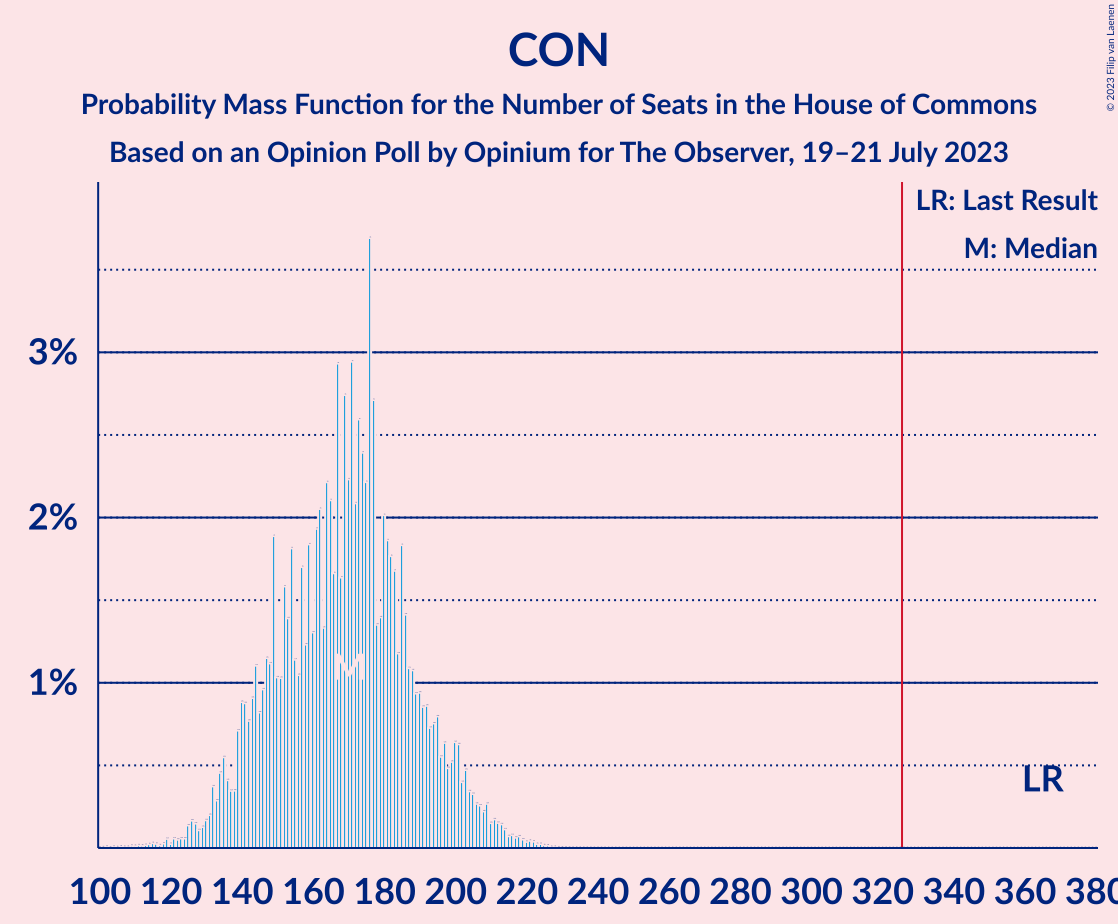 CON
Probability Mass Function for the Number of Seats in the House of Commons
Based on an Opinion Poll by Opinium for The Observer, 19–21 July 2023
© 2023 Filip van Laenen
LR: Last Result
M: Median
3%
2%
1%
M
LR
100 120 140 160 180 200 220 240 260 280 300 320 340 360 380